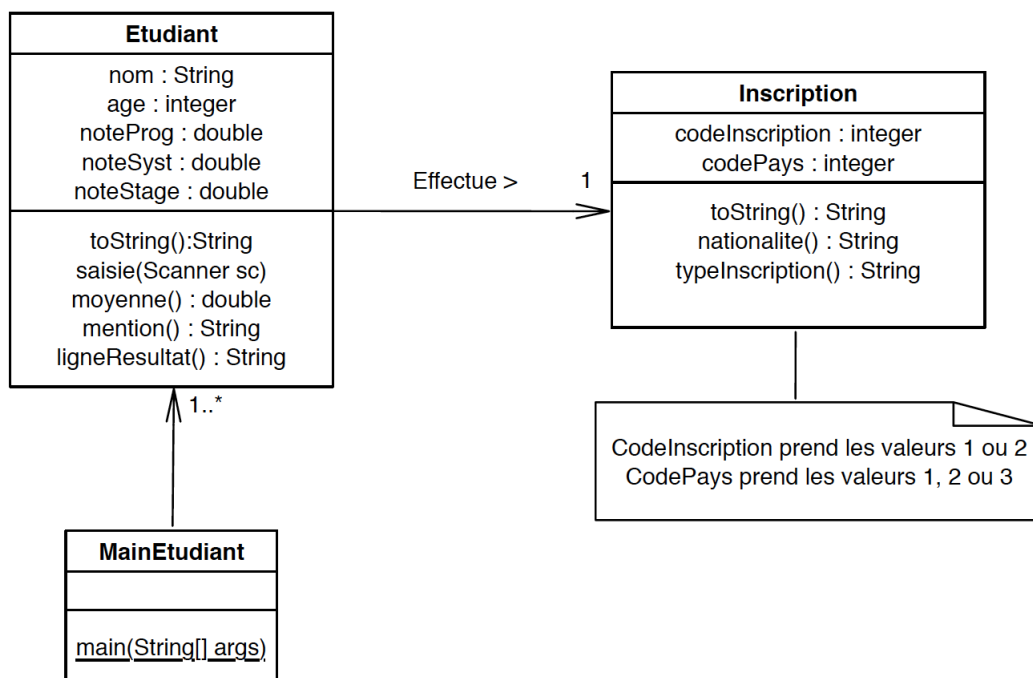 Etudiant
nom : String
age : integer
noteProg : double
noteSyst : double
noteStage : double
toString():String
saisie(Scanner sc)
moyenne() : double
mention() : String
ligneResultat() : String
Effectue >
1
Inscription
codeInscription : integer
codePays : integer
toString() : String
nationalite() : String
typeInscription() : String
CodeInscription prend les valeurs 1 ou 2
CodePays prend les valeurs 1, 2 ou 3
1..*
MainEtudiant
main(String[] args)